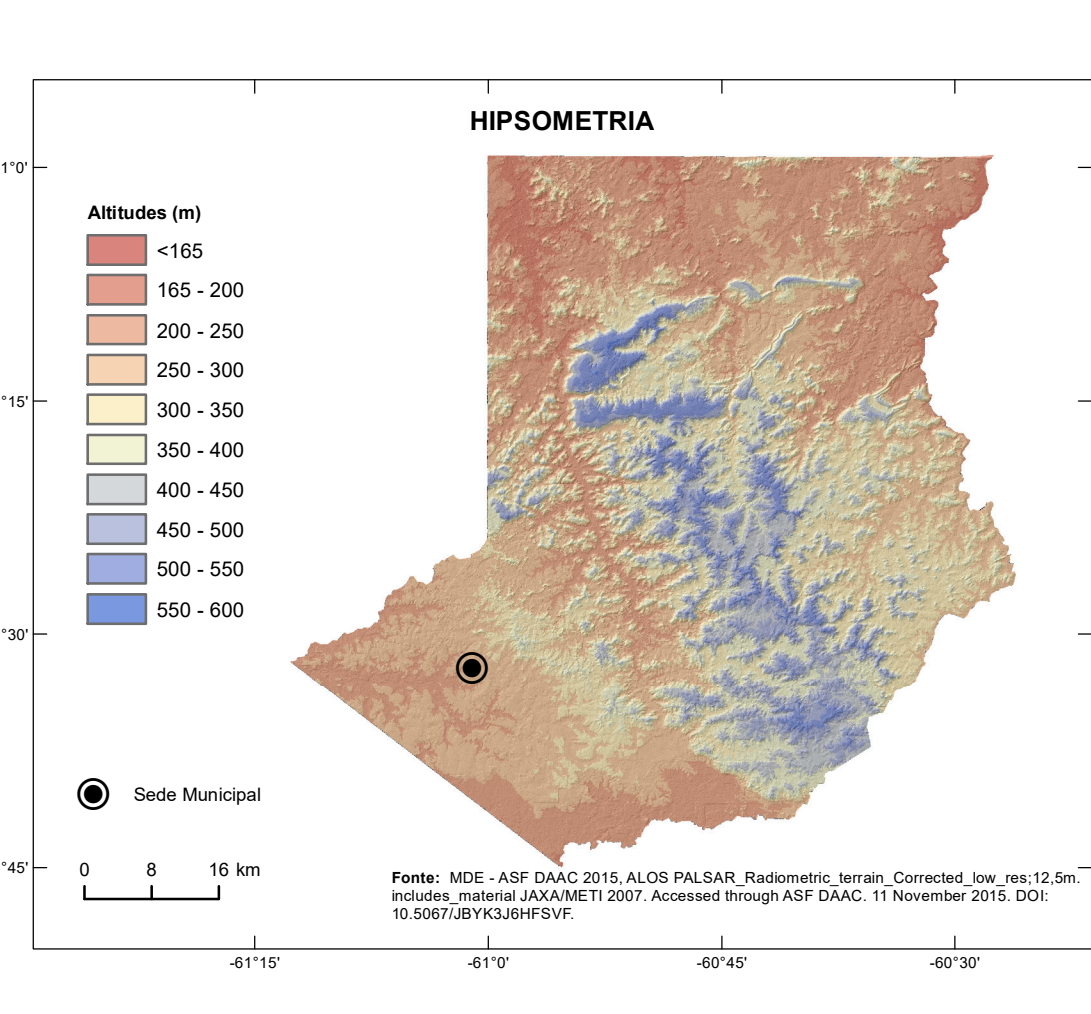 HIPSOMETRIA
1°0'
Altitudes (m)
<165
165 - 200
200 - 250
250 - 300
300 - 350
350 - 400
400 - 450
450 - 500
500 - 550
550 - 600
°15'
°30'
Sede Municipal
0 8 16 km
°45'
Fonte: MDE - ASF DAAC 2015, ALOS PALSAR_Radiometric_terrain_Corrected_low_res;12,5m.
includes_material JAXA/METI 2007. Accessed through ASF DAAC. 11 November 2015. DOI:
10.5067/JBYK3J6HFSVF.
-61°15' -61°0' -60°45' -60°30'